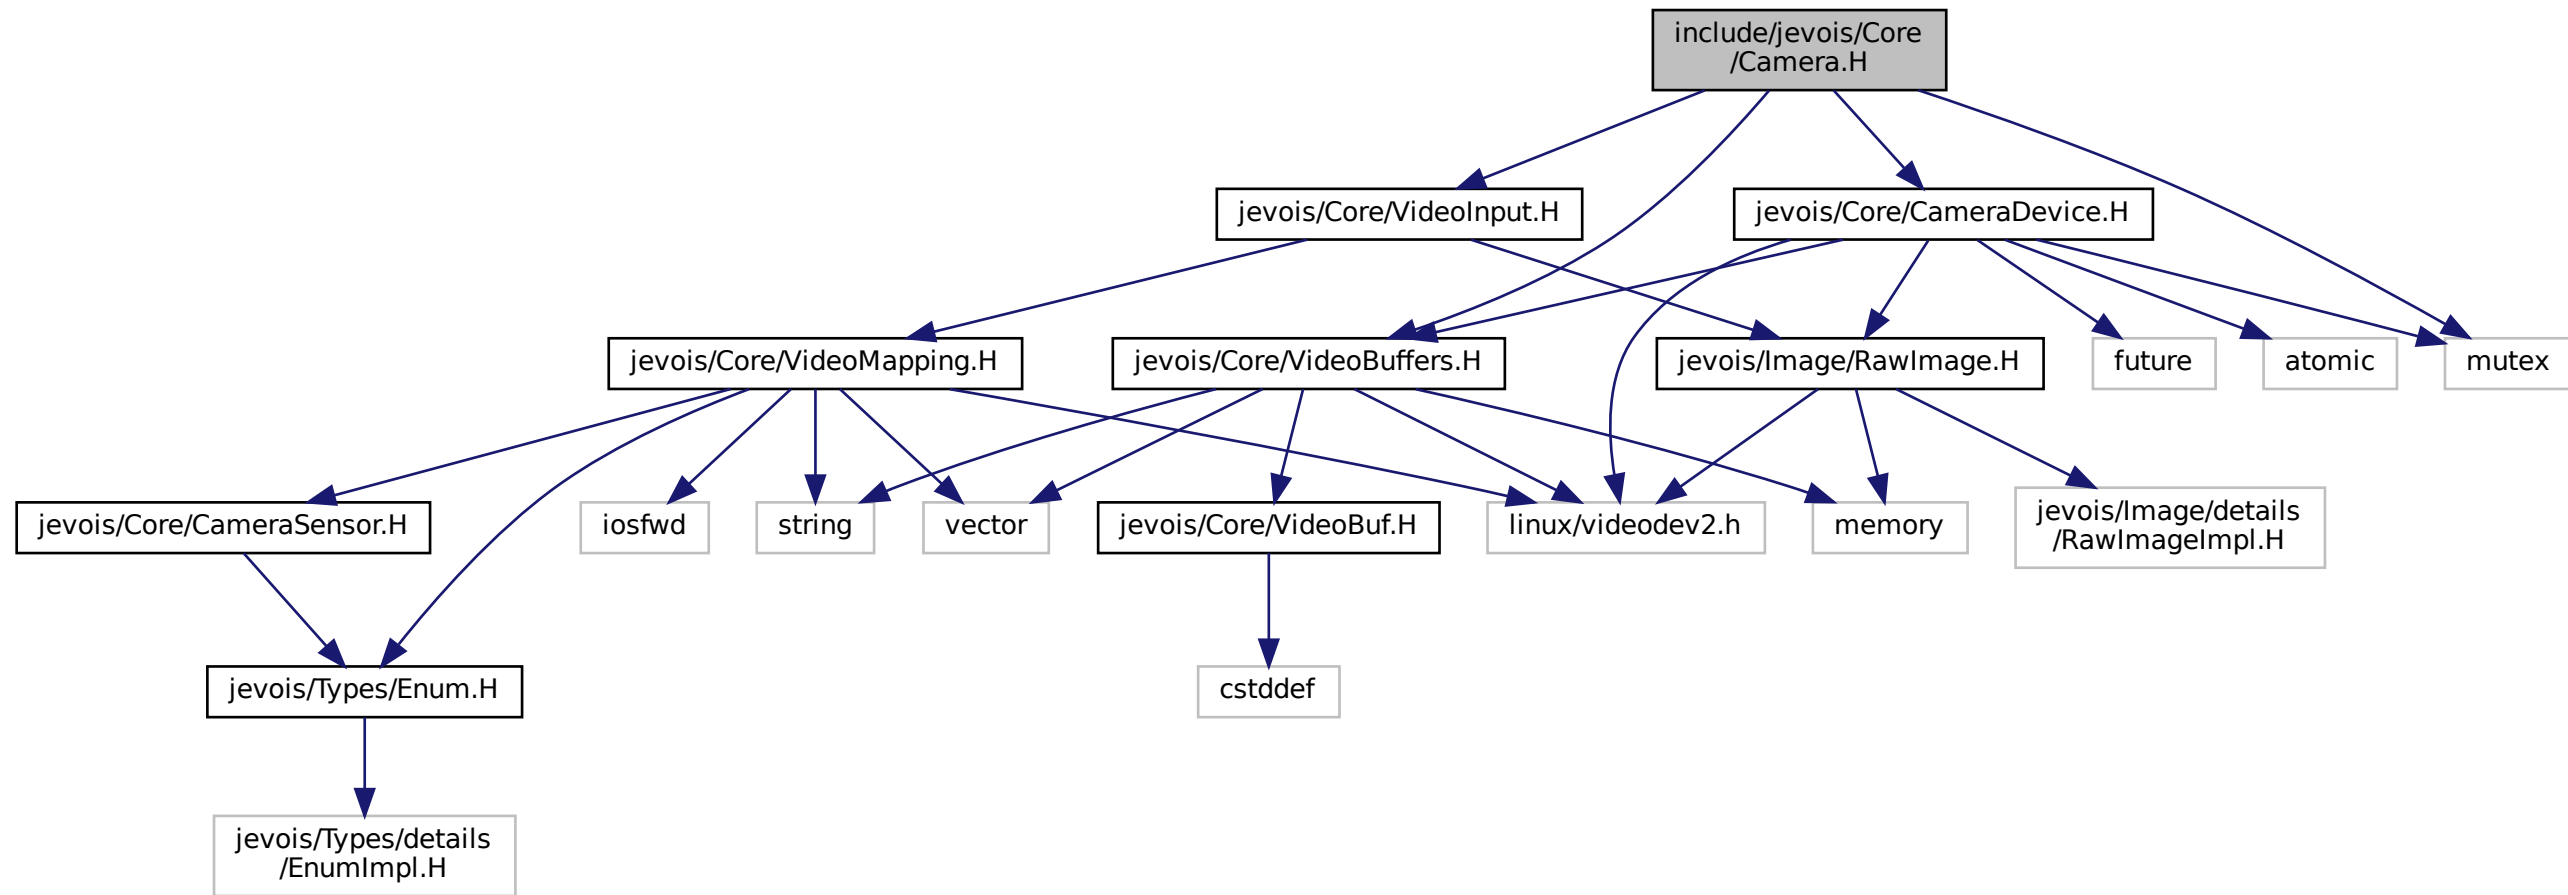 include/jevois/Core
/Camera.H
jevois/Core/VideoInput.H
jevois/Core/CameraDevice.H
jevois/Core/VideoMapping.H
jevois/Core/VideoBuffers.H
jevois/Image/RawImage.H
future
atomic
mutex
jevois/Core/CameraSensor.H
iosfwd
string
vector
jevois/Core/VideoBuf.H
linux/videodev2.h
memory
jevois/Image/details
/RawImageImpl.H
jevois/Types/Enum.H
cstddef
jevois/Types/details
/EnumImpl.H